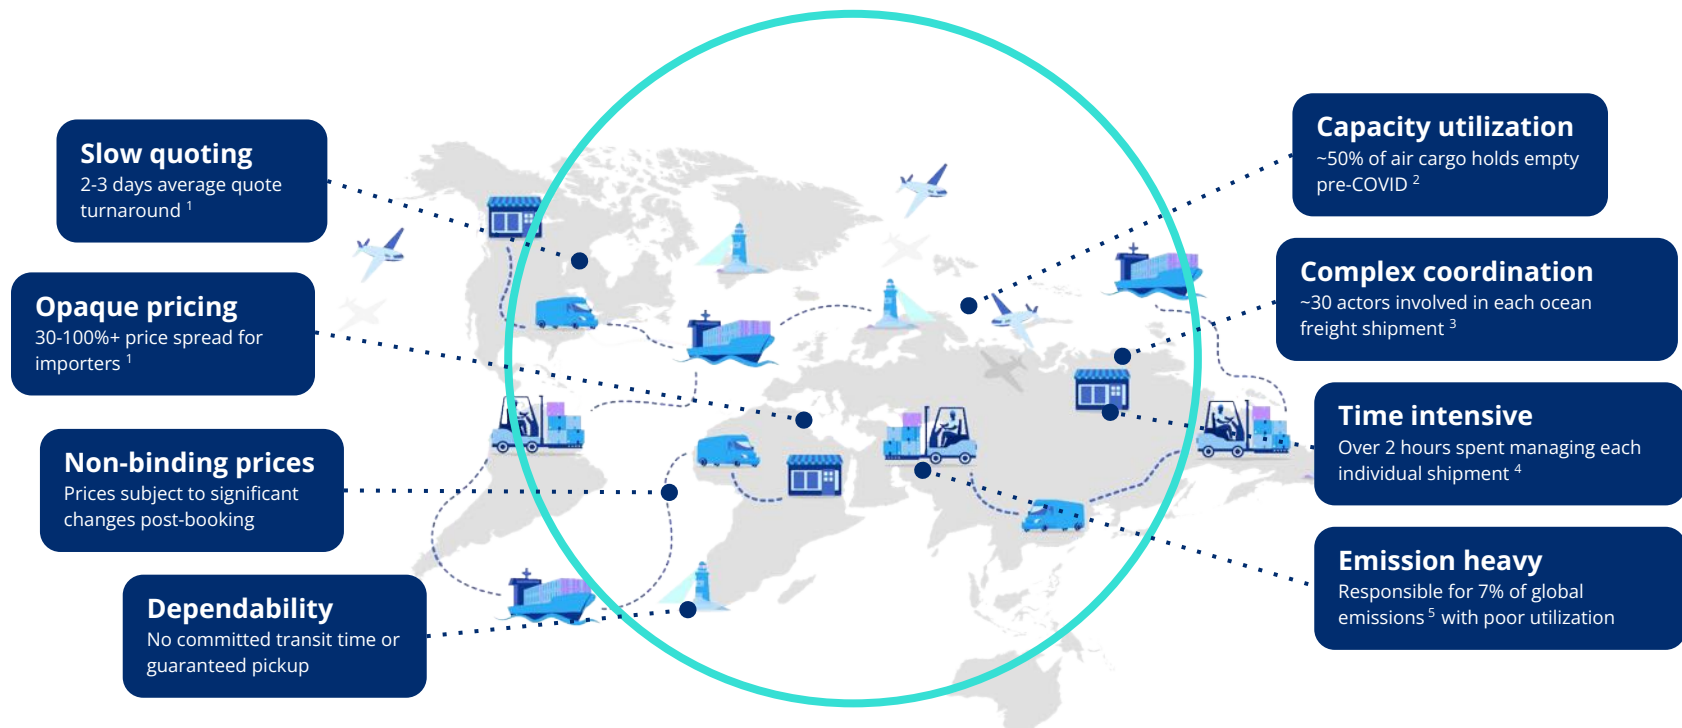 Slow quoting
2-3 days average quote
turnaround 1
Opaque pricing
30-100%+ price spread for
importers 1
Non-binding prices
Prices subject to significant
changes post-booking
Dependability
No committed transit time or
guaranteed pickup
Capacity utilization
~50% of air cargo holds empty
pre-COVID 2
Complex coordination
~30 actors involved in each ocean
freight shipment 3
Time intensive
Over 2 hours spent managing each
individual shipment 4
Emission heavy
Responsible for 7% of global
emissions 5 with poor utilization